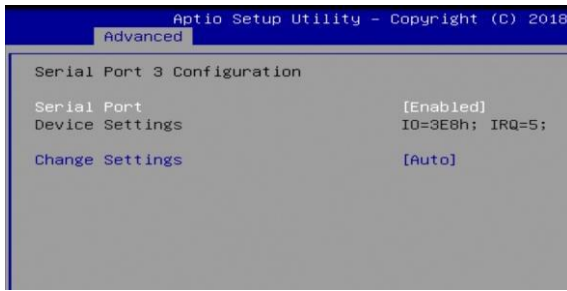 Aptio Setup Utility – Copyright (C) 2018
Advanced
Serial Port 3 Configuration
Serial Port [Enabled]
Device Settings IO=3E8h; IRQ=5;
Change Settings [Auto]